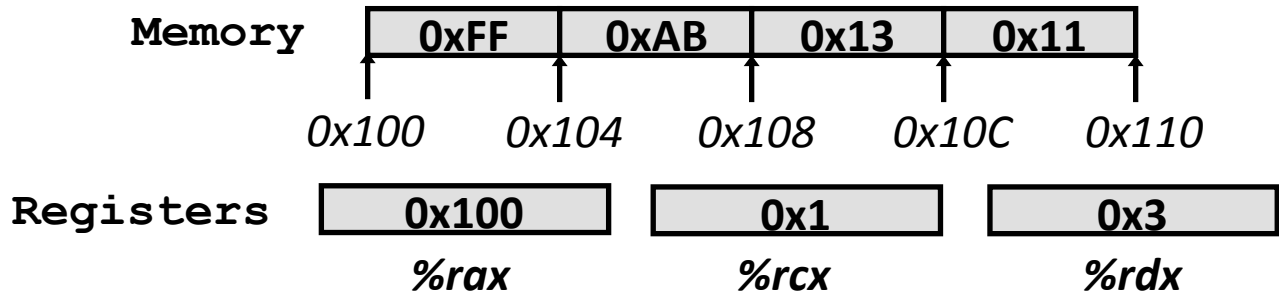 Memory 0xFF 0xAB 0x13 0x11
0x100 0x104 0x108 0x10C 0x110
Registers 0x100 0x1 0x3
%rax %rcx %rdx